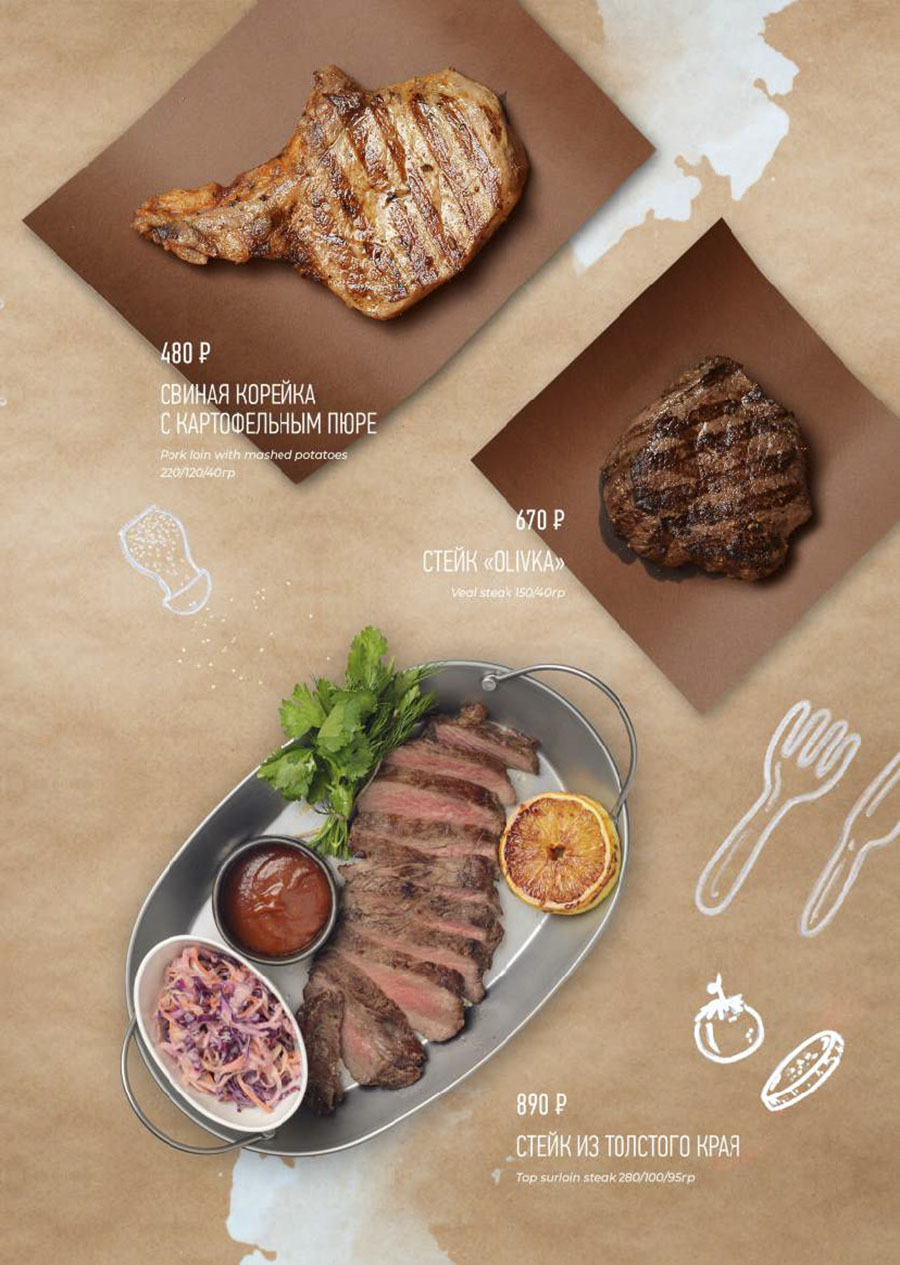 480 ₽
СВИНАЯ КОРЕЙКА
С КАРТОФЕЛЬНЫМ ПЮРЕ
Pork loin with mashed potatoes
220/120/40гр
670 ₽
СТЕЙК «OLIVKA»
Veal steak 150/40гр
890 ₽
СТЕЙК ИЗ ТОЛСТОГО КРАЯ
Top surloin steak 280/100/95гр